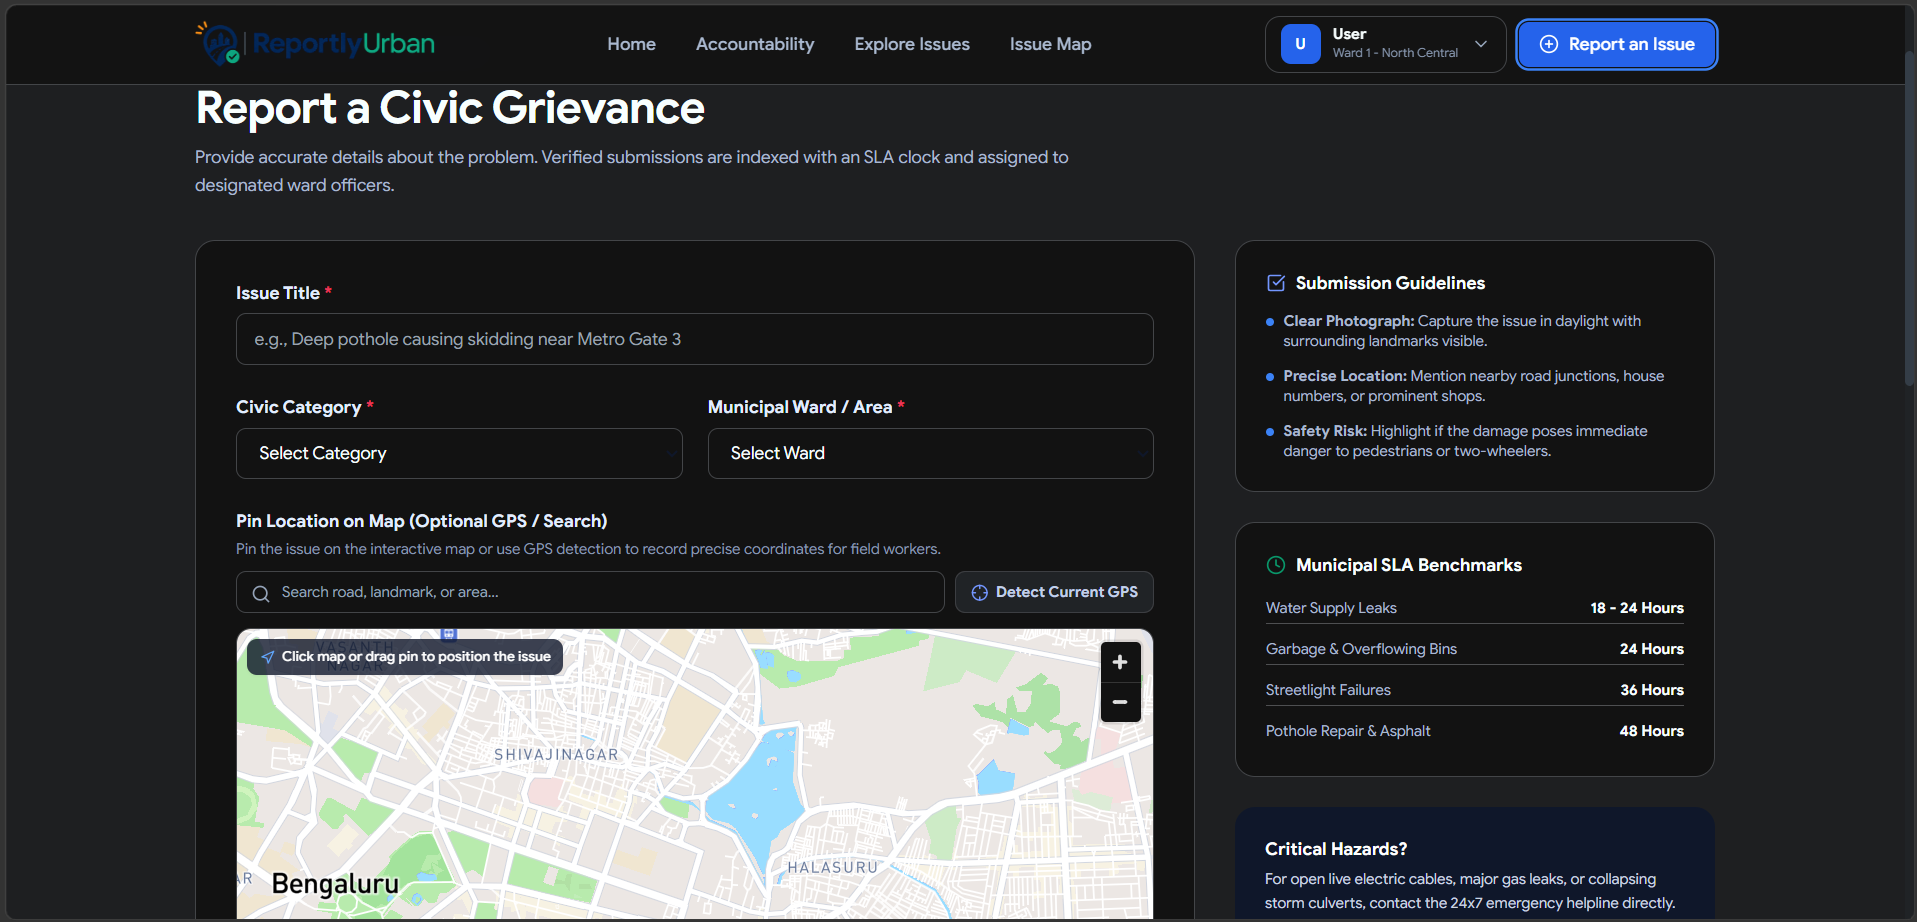 ReportlyUrban
Home
Accountability
Explore Issues
Issue Map
U
User
Ward 1 - North Central
Report an Issue
Report a Civic Grievance
Provide accurate details about the problem. Verified submissions are indexed with an SLA clock and assigned to
designated ward officers.
Issue Title *
e.g., Deep pothole causing skidding near Metro Gate 3
Civic Category *
Municipal Ward / Area *
Select Category
Select Ward
Pin Location on Map (Optional GPS / Search)
Pin the issue on the interactive map or use GPS detection to record precise coordinates for field workers.
Search road, landmark, or area...
Detect Current GPS
Click map or drag pin to position the issue
VASANTH
NAGAR
SHIVAJINAGAR
HALASURU
AR
Bengaluru
Submission Guidelines
Clear Photograph: Capture the issue in daylight with
surrounding landmarks visible.
Precise Location: Mention nearby road junctions, house
numbers, or prominent shops.
Safety Risk: Highlight if the damage poses immediate
danger to pedestrians or two-wheelers.
Municipal SLA Benchmarks
Water Supply Leaks 18 - 24 Hours
Garbage & Overflowing Bins 24 Hours
Streetlight Failures 36 Hours
Pothole Repair & Asphalt 48 Hours
Critical Hazards?
For open live electric cables, major gas leaks, or collapsing
storm culverts, contact the 24x7 emergency helpline directly.